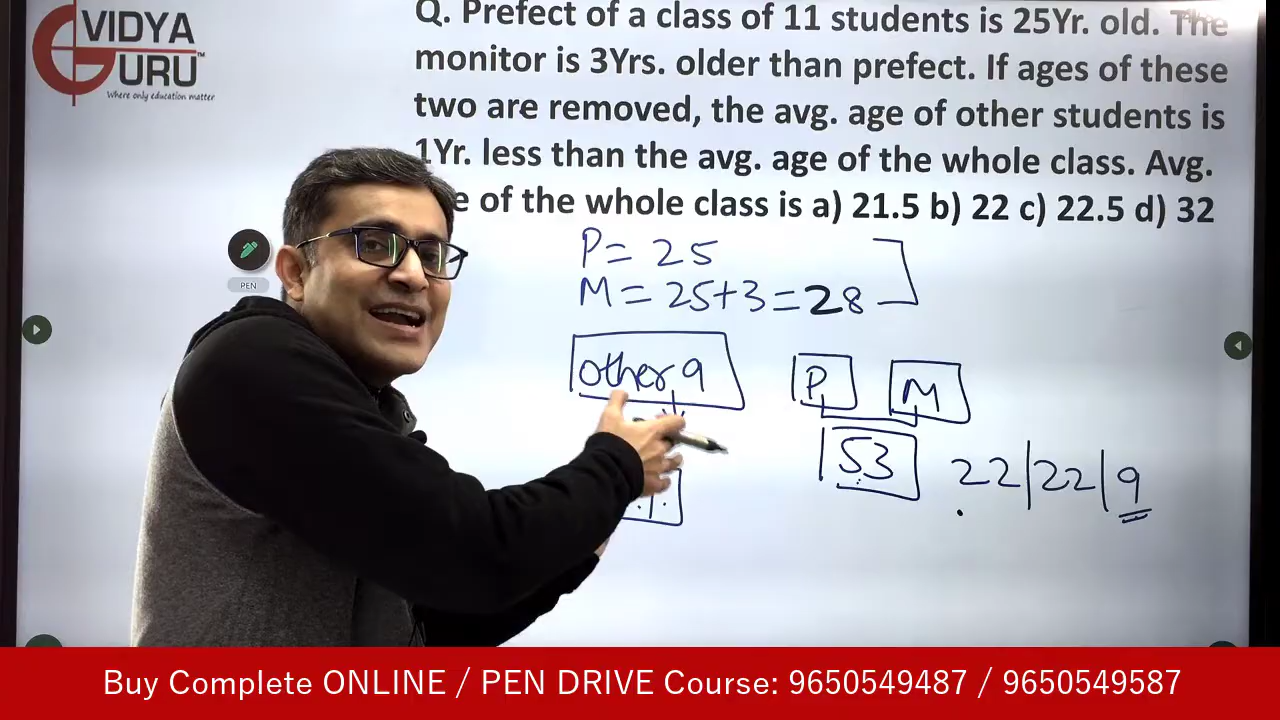 VIDYA
GURU™
Where only education matter
Q. Prefect of a class of 11 students is 25Yr. old. The
monitor is 3Yrs. older than prefect. If ages of these
two are removed, the avg. age of other students is
1Yr. less than the avg. age of the whole class. Avg.
e of the whole class is a) 21.5 b) 22 c) 22.5 d) 32
P = 25
M = 25+3 = 28
PEN
other 9 P M
53
22|22|9
Buy Complete ONLINE / PEN DRIVE Course: 9650549487 / 9650549587